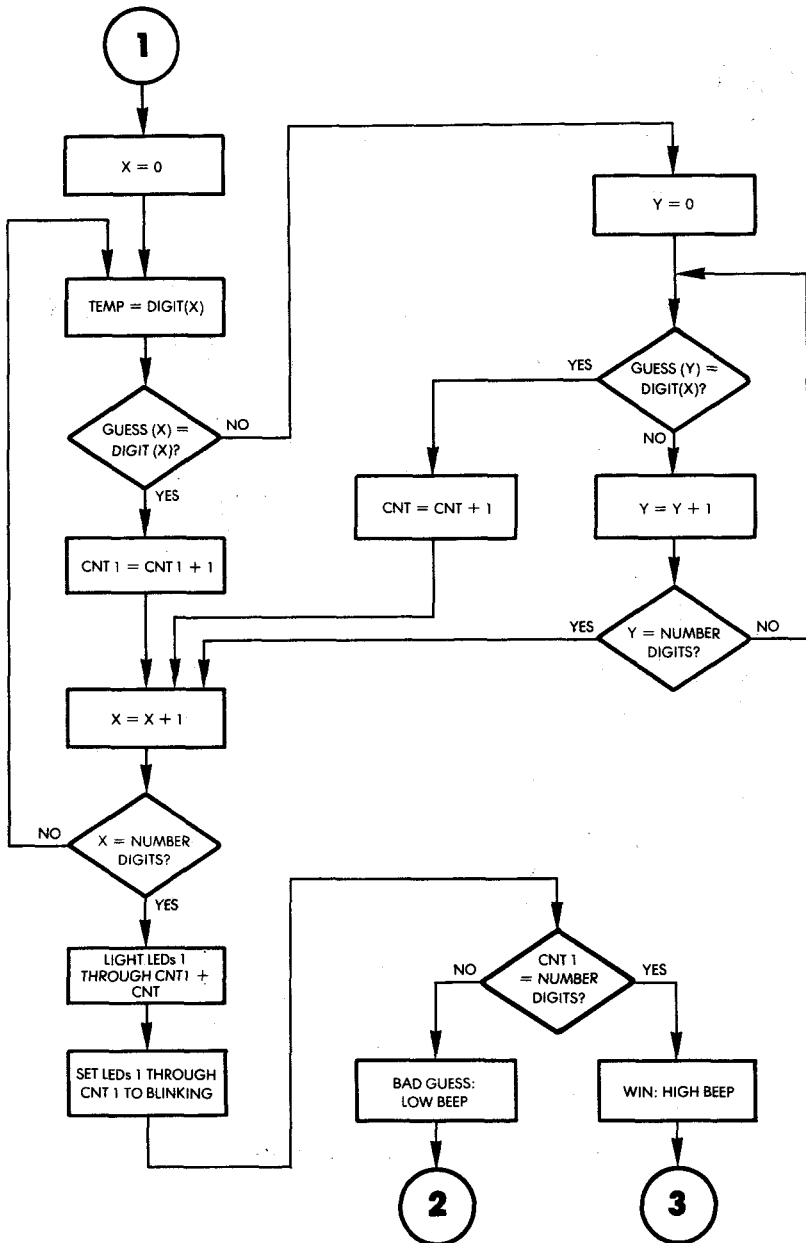 1
X = 0
TEMP = DIGIT(X)
GUESS (X) =
DIGIT (X)?
NO
YES
CNT 1 = CNT 1 + 1
X = X + 1
NO
X = NUMBER
DIGITS?
YES
LIGHT LEDs 1
THROUGH CNT1 +
CNT
SET LEDs 1 THROUGH
CNT 1 TO BLINKING
Y = 0
YES
GUESS (Y) =
DIGIT(X)?
NO
CNT = CNT + 1
Y = Y + 1
YES
Y = NUMBER
DIGITS?
NO
NO
CNT 1
= NUMBER
DIGITS?
YES
BAD GUESS:
LOW BEEP
WIN: HIGH BEEP
2
3